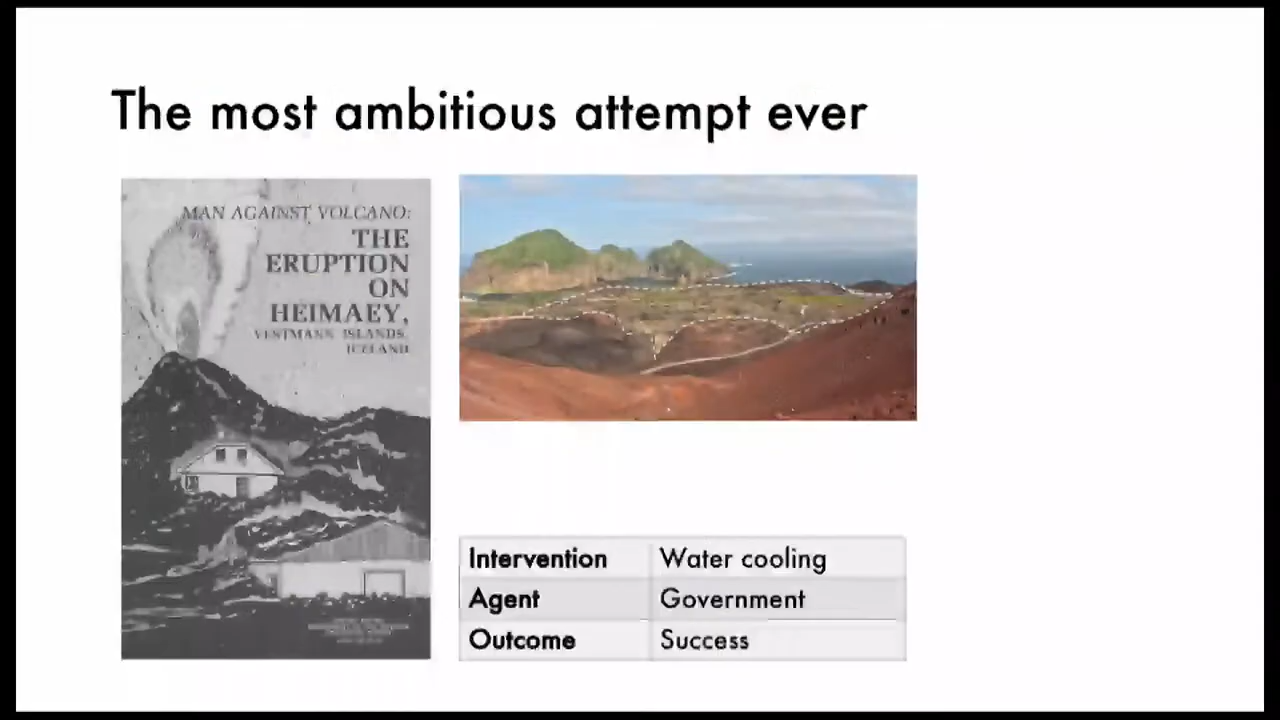 The most ambitious attempt ever
MAN AGAINST VOLCANO:
THE
ERUPTION
ON
HEIMAEY,
VESTMANN ISLANDS,
ICELAND
Intervention Water cooling
Agent Government
Outcome Success